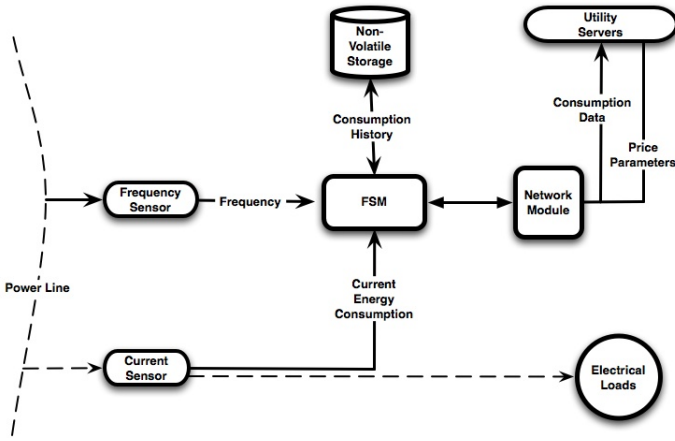 Non-
Volatile
Storage
Utility
Servers
Consumption
History
Consumption
Data
Price
Parameters
Frequency
Sensor
Frequency
FSM
Network
Module
Power Line
Current
Energy
Consumption
Current
Sensor
Electrical
Loads